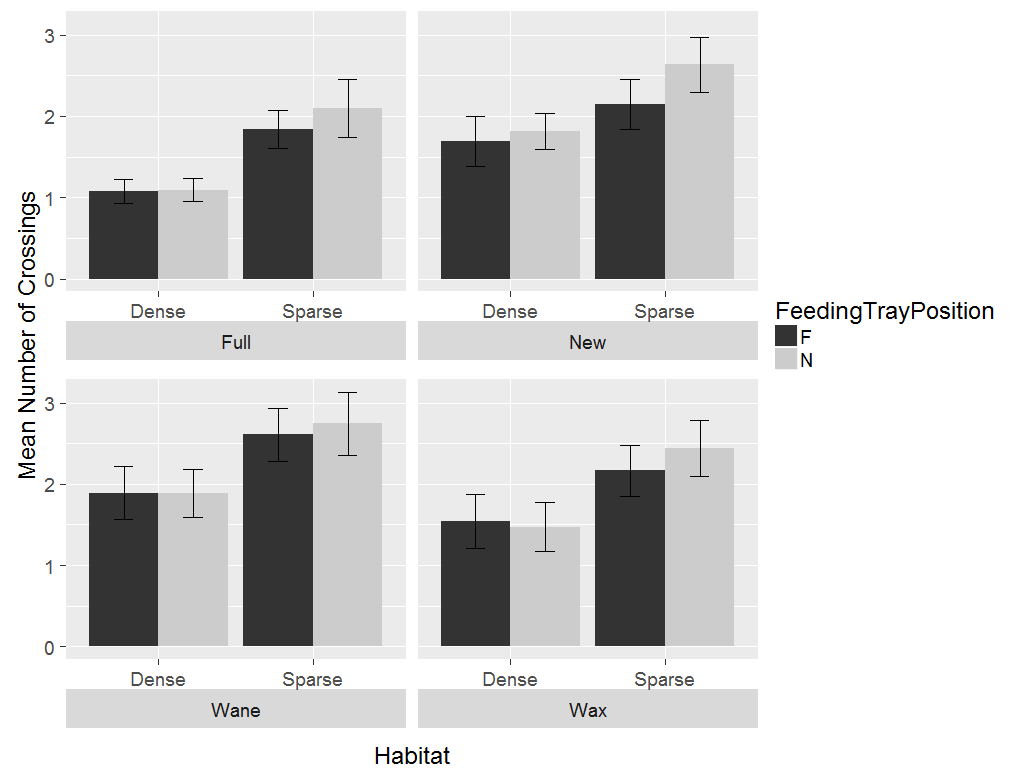 Mean Number of Crossings
3
2
1
0
Dense Sparse Dense Sparse
Full New
3
2
1
0
Dense Sparse Dense Sparse
Wane Wax
Habitat
FeedingTrayPosition
F
N